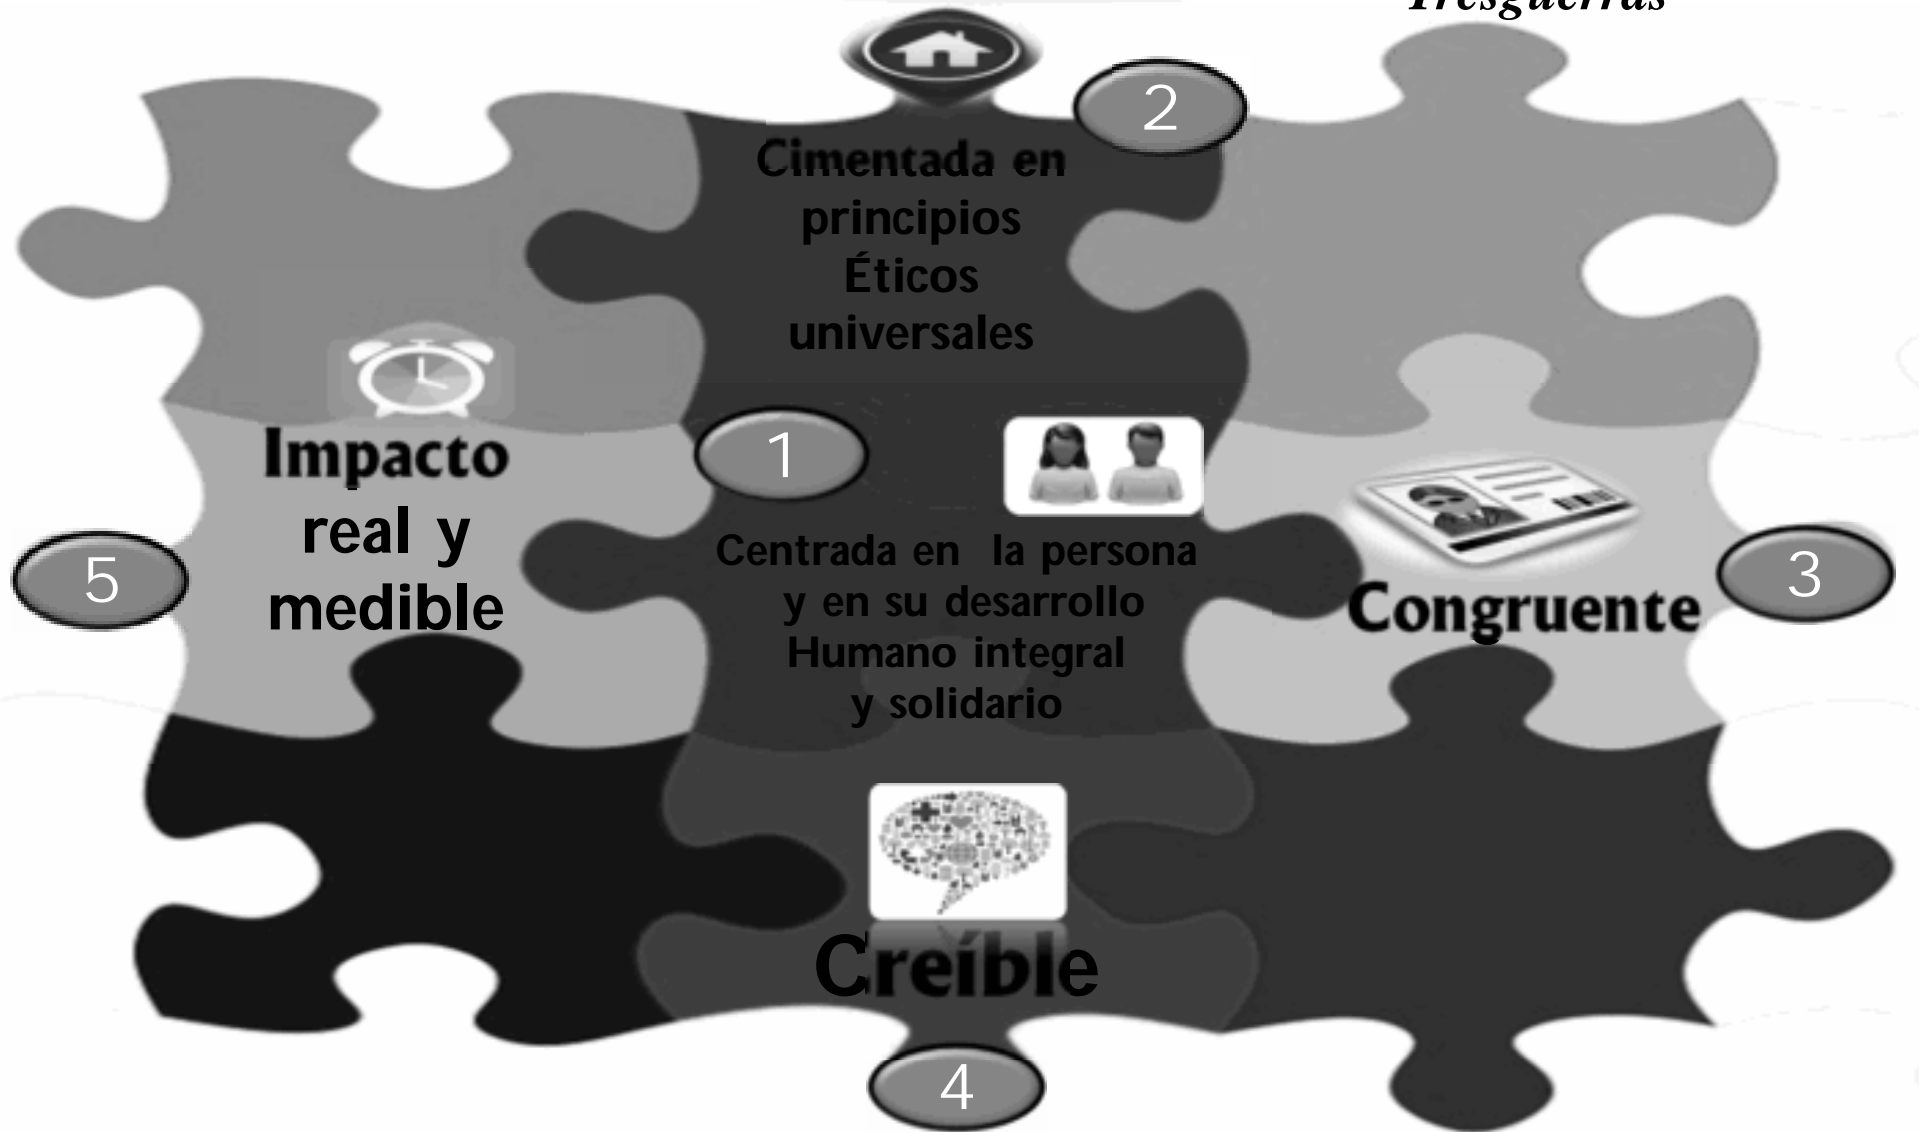 Tresguerras
2
Cimentada en
principios
Éticos
universales
1
Centrada en la persona
y en su desarrollo
Humano integral
y solidario
Impacto
real y
medible
5
Congruente
3
Creíble
4